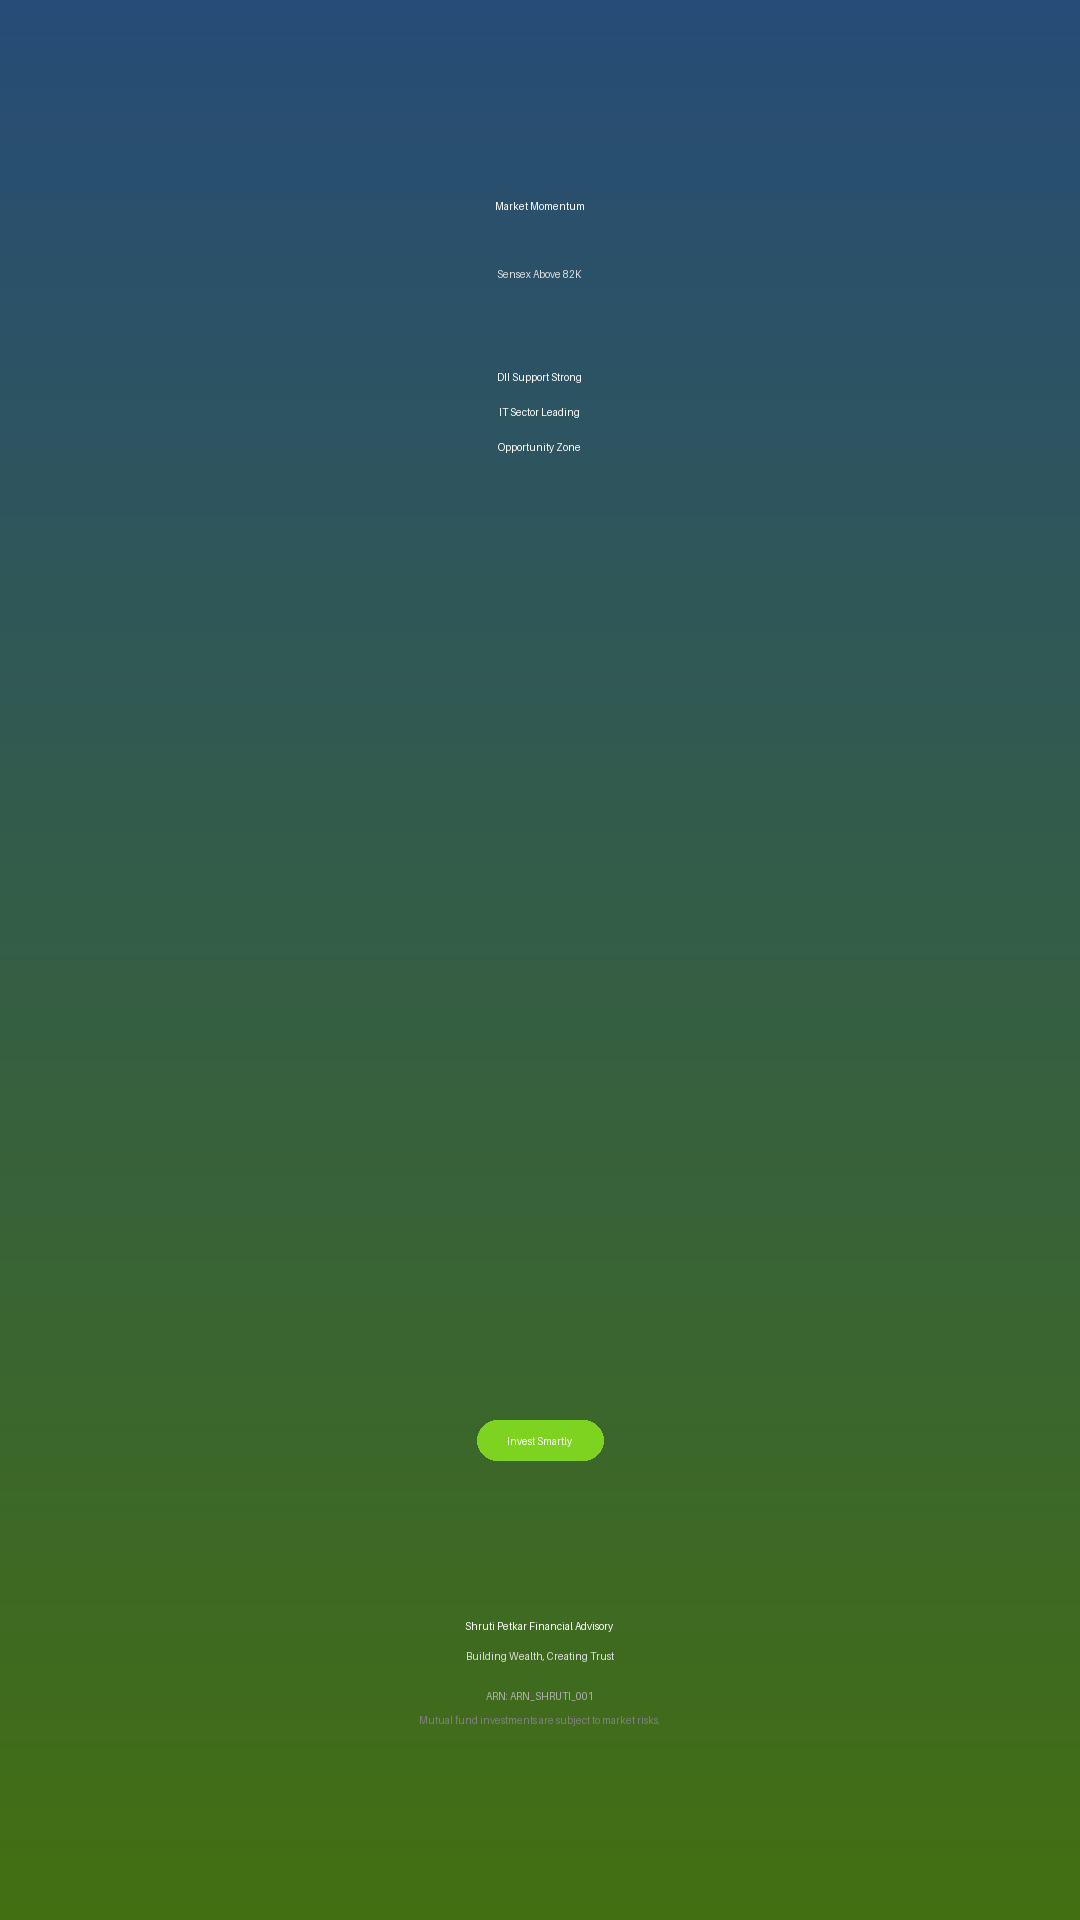 Market Momentum
Sensex Above 82K
DII Support Strong
IT Sector Leading
Opportunity Zone
Invest Smartly
Shruti Petkar Financial Advisory
Building Wealth, Creating Trust
ARN: ARN_SHRUTI_001
Mutual fund investments are subject to market risks.